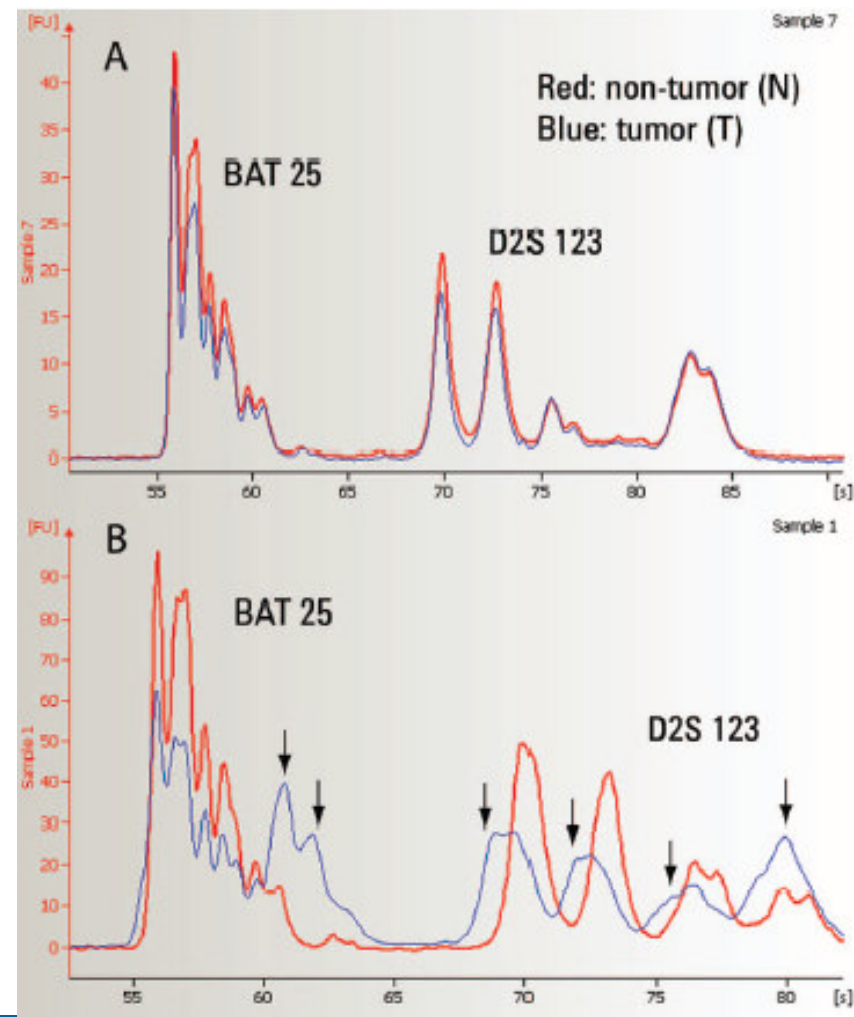 [FU]
Sample 7
A
Red: non-tumor (N)
Blue: tumor (T)
BAT 25
D2S 123
Sample 7
40
35
30
25
20
15
10
5
0
55 60 65 70 75 80 85 [s]
[FU]
Sample 1
B
BAT 25
D2S 123
Sample 1
90
80
70
60
50
40
30
20
10
0
55 60 65 70 75 80 [s]